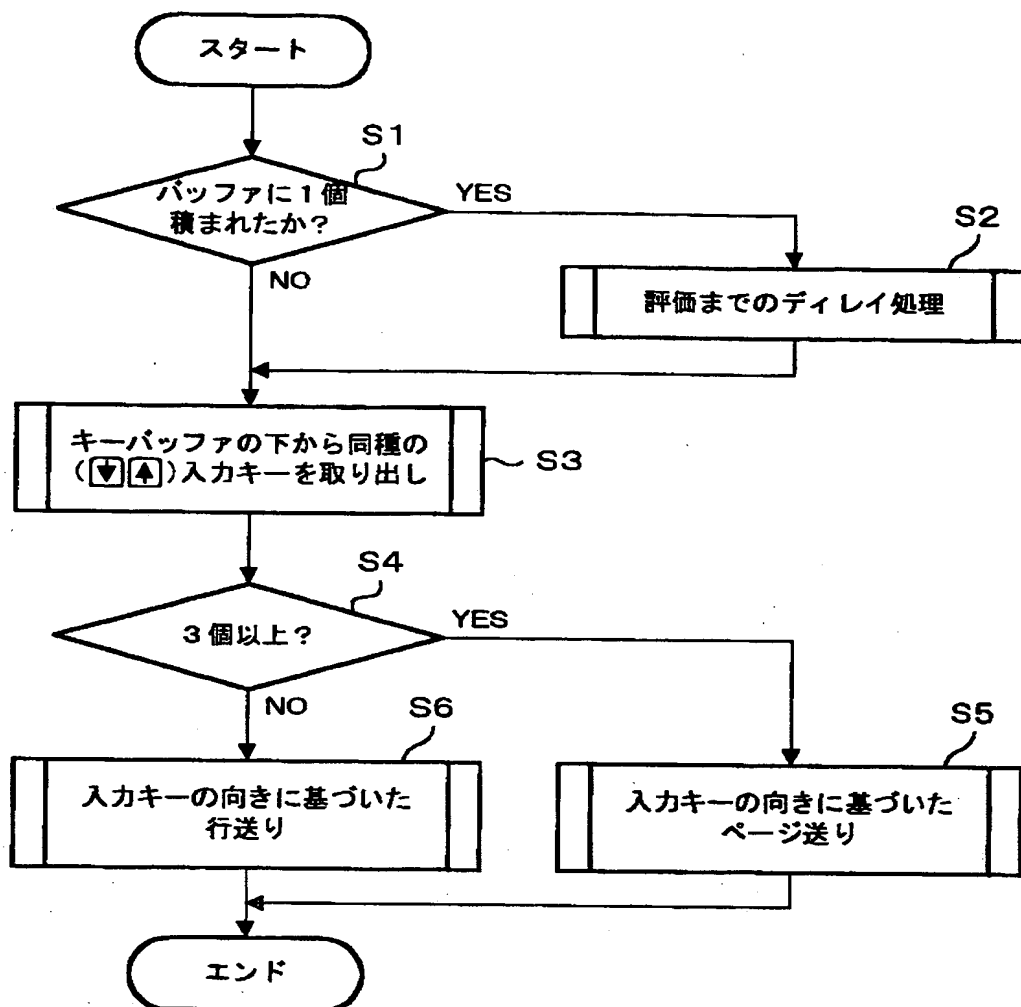 スタート
S1
バッファに1個
積まれたか?
YES
NO
S2
評価までのディレイ処理
キーバッファの下から同種の
(▼▲)入力キーを取り出し
S3
S4
3個以上?
YES
NO
S6
入力キーの向きに基づいた
行送り
S5
入力キーの向きに基づいた
ページ送り
エンド